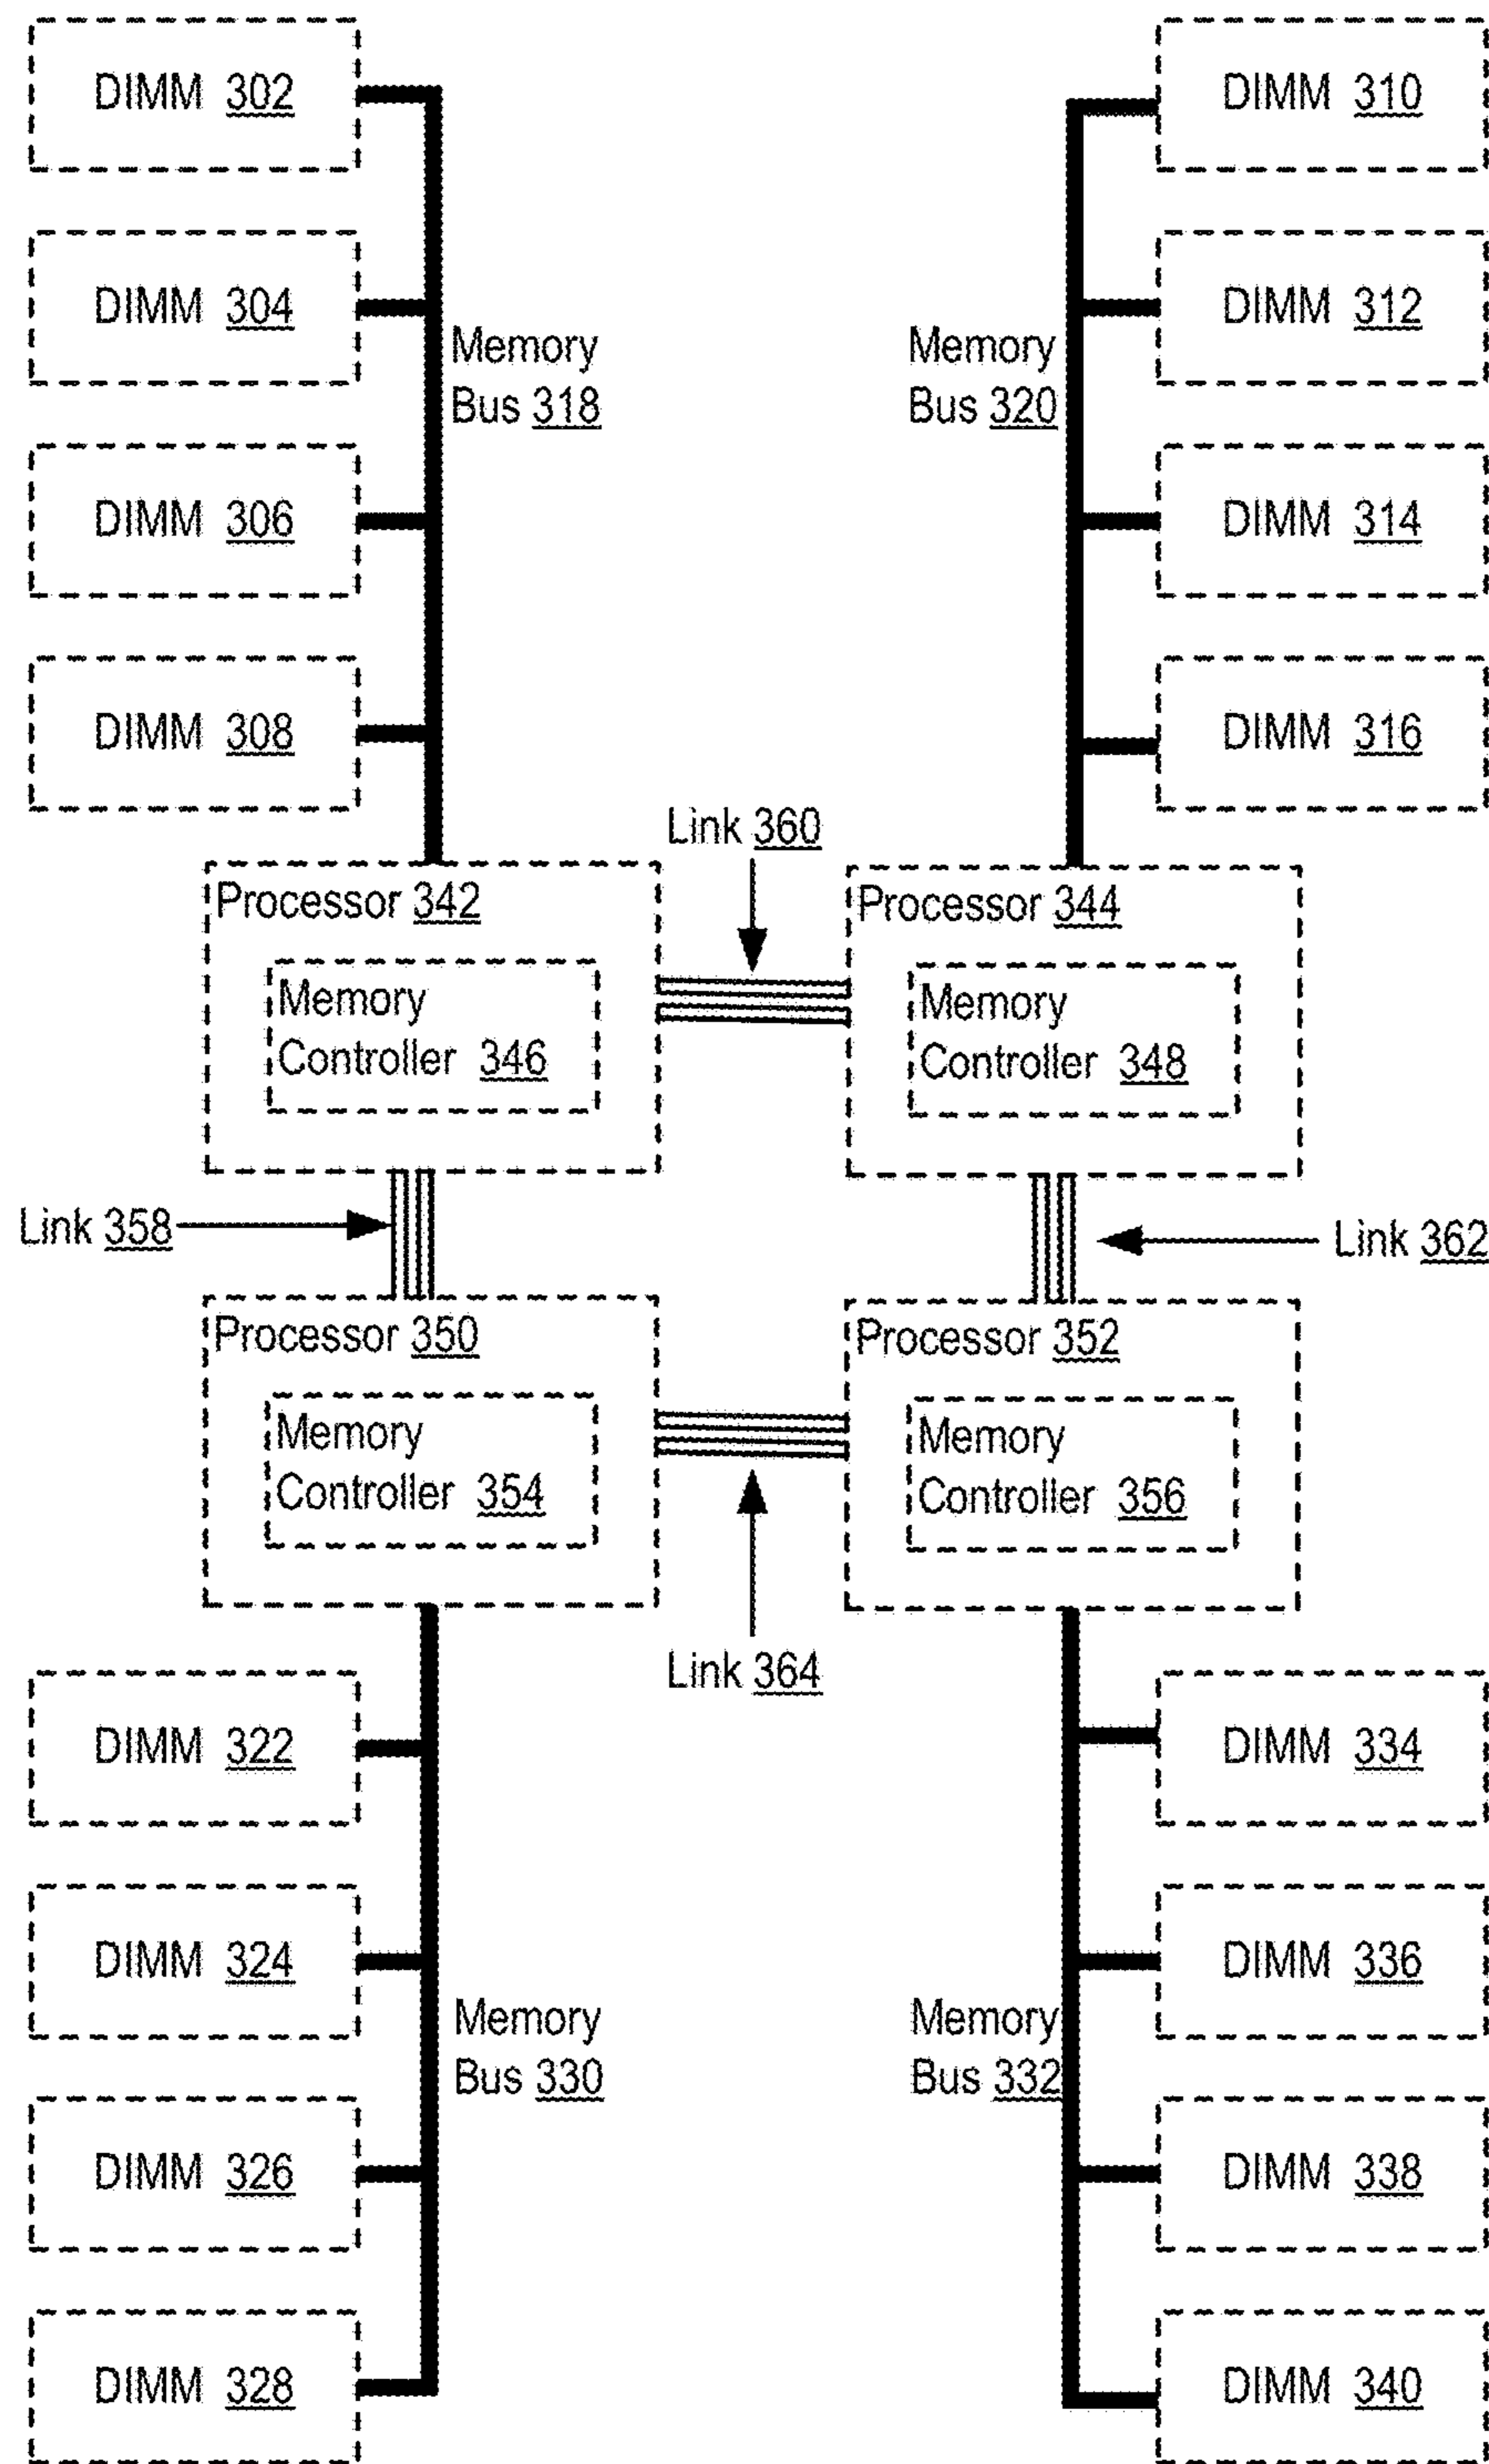 DIMM 302
DIMM 310
DIMM 304
DIMM 312
Memory
Bus 318
Memory
Bus 320
DIMM 306
DIMM 314
DIMM 308
DIMM 316
Link 360
Processor 342
Memory
Controller 346
Processor 344
Memory
Controller 348
Link 358
Link 362
Processor 350
Memory
Controller 354
Processor 352
Memory
Controller 356
Link 364
DIMM 322
DIMM 334
DIMM 324
DIMM 336
Memory
Bus 330
Memory
Bus 332
DIMM 326
DIMM 338
DIMM 328
DIMM 340